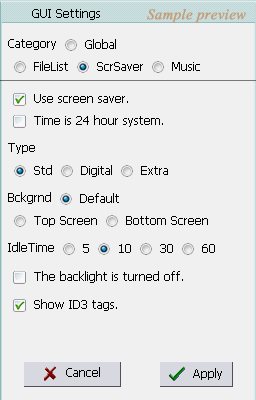 GUI Settings Sample preview
Category Global
FileList ScrSaver Music
Use screen saver.
Time is 24 hour system.
Type
Std Digital Extra
Bckgrnd Default
Top Screen Bottom Screen
IdleTime 5 10 30 60
The backlight is turned off.
Show ID3 tags.
Cancel Apply